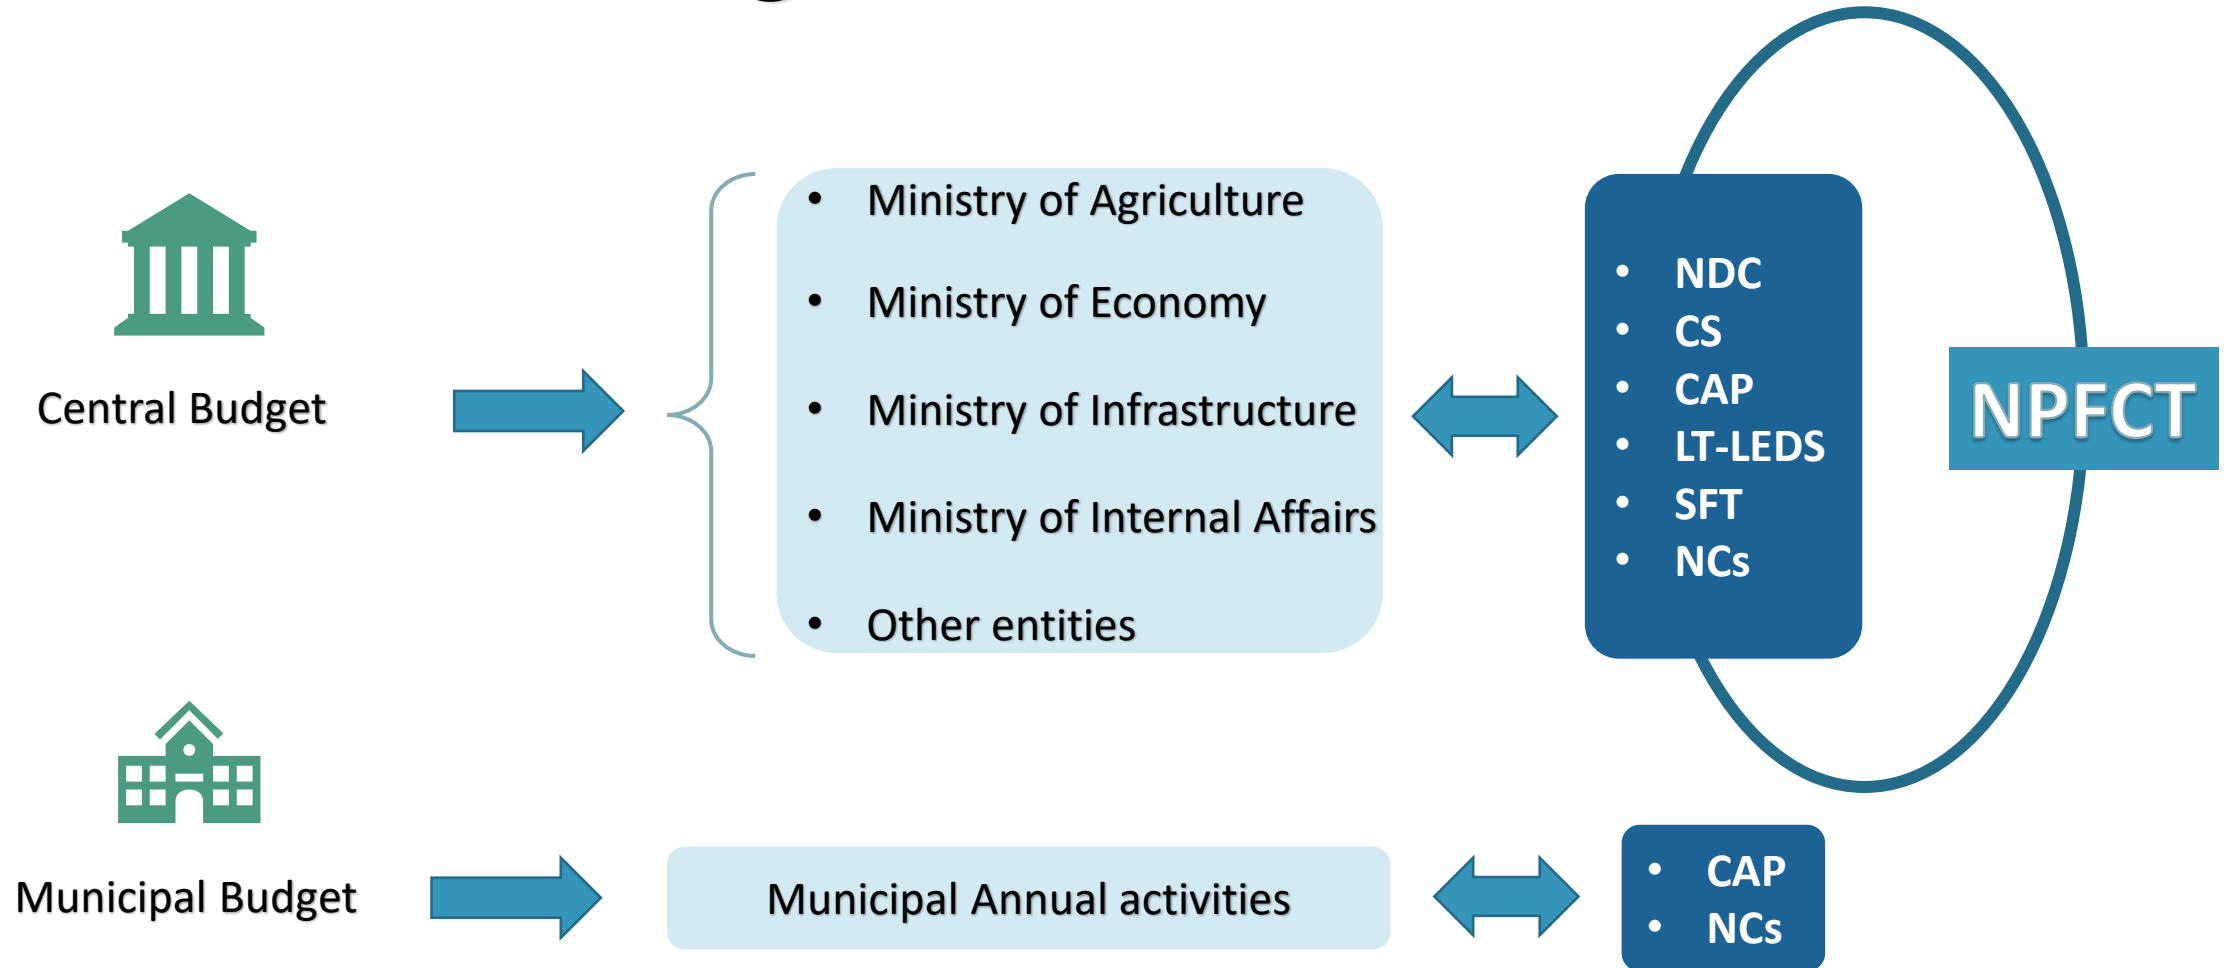 Central Budget
• Ministry of Agriculture
• Ministry of Economy
• Ministry of Infrastructure
• Ministry of Internal Affairs
• Other entities
• NDC
• CS
• CAP
• LT-LEDS
• SFT
• NCs
NPFCT
Municipal Budget
Municipal Annual activities
• CAP
• NCs